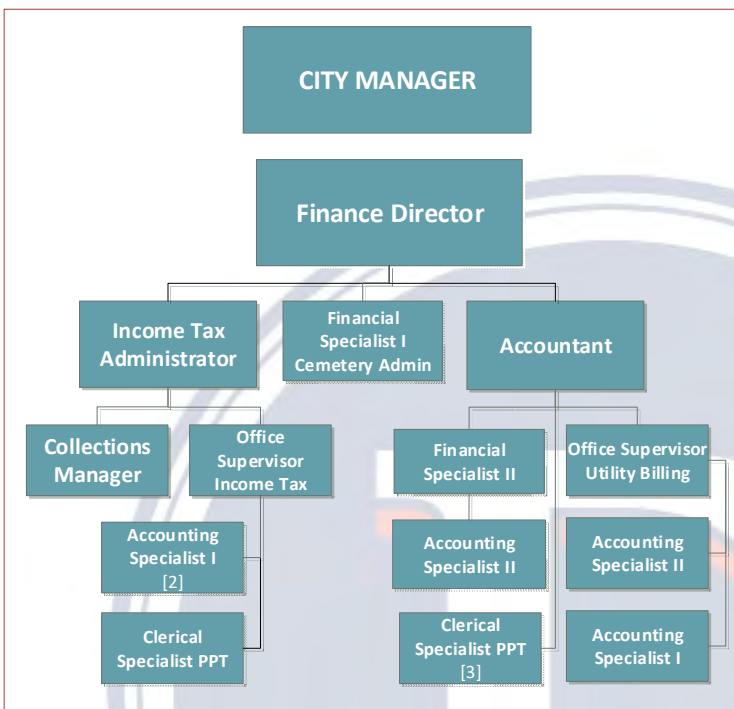 CITY MANAGER
Finance Director
Income Tax
Administrator
Financial
Specialist I
Cemetery Admin
Accountant
Collections
Manager
Office
Supervisor
Income Tax
Financial
Specialist II
Office Supervisor
Utility Billing
Accounting
Specialist I
[2]
Accounting
Specialist II
Accounting
Specialist II
Clerical
Specialist PPT
Clerical
Specialist PPT
[3]
Accounting
Specialist I